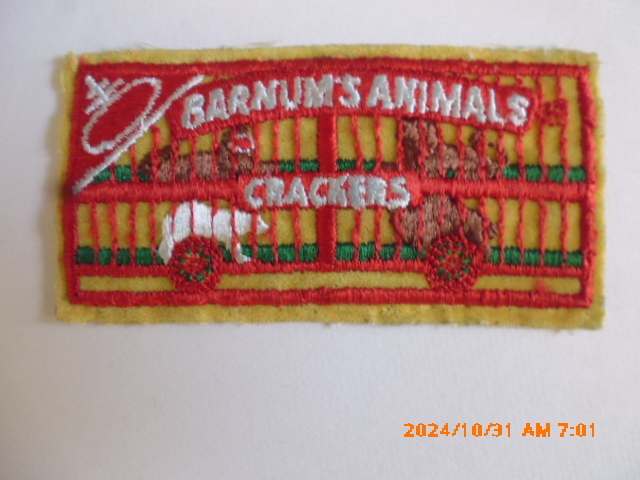 BARNUM'S ANIMALS
CRACKERS
2024/10/31 AM 7:01